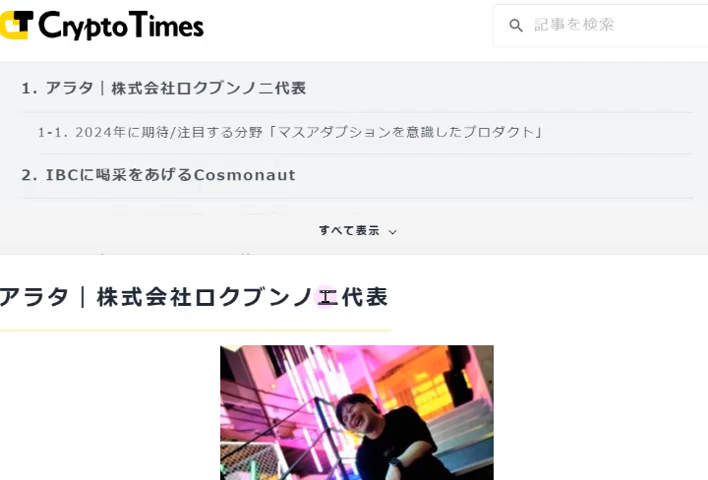 CryptoTimes
記事を検索
1. アラタ｜株式会社ロクブンノニ代表
1-1. 2024年に期待/注目する分野「マスアダプションを意識したプロダクト」
2. IBCに喝采をあげるCosmonaut
すべて表示
アラタ｜株式会社ロクブンノニ代表